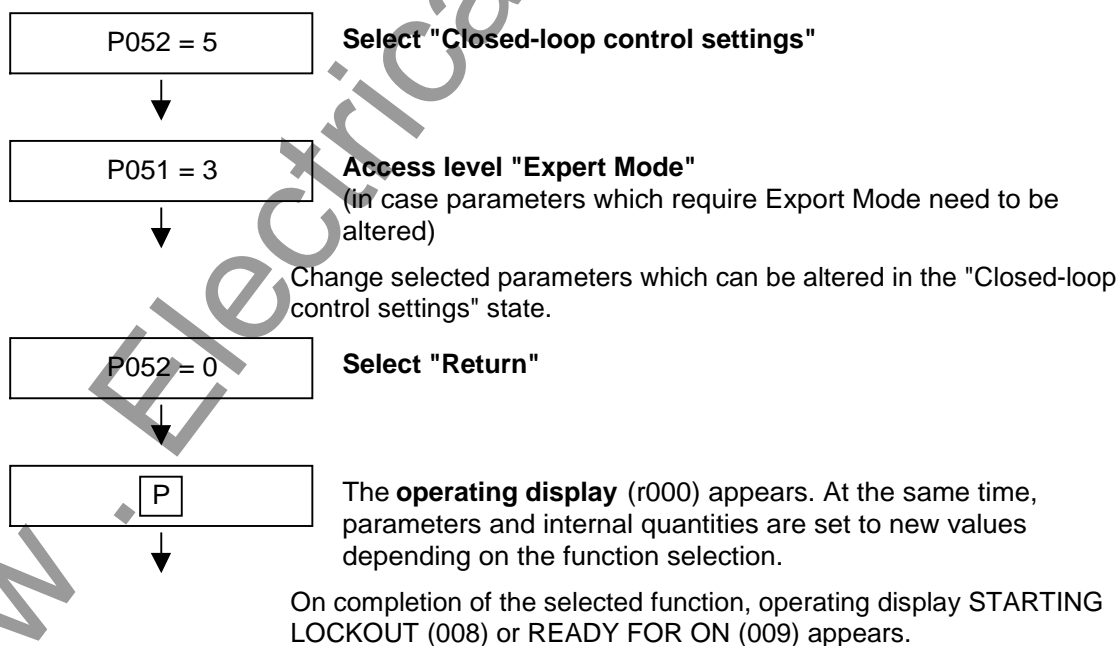 P052 = 5
Select "Closed-loop control settings"
P051 = 3
Access level "Expert Mode"
(in case parameters which require Export Mode need to be
altered)
Change selected parameters which can be altered in the "Closed-loop
control settings" state.
P052 = 0
Select "Return"
P
The operating display (r000) appears. At the same time,
parameters and internal quantities are set to new values
depending on the function selection.
On completion of the selected function, operating display STARTING
LOCKOUT (008) or READY FOR ON (009) appears.
w . Electrica